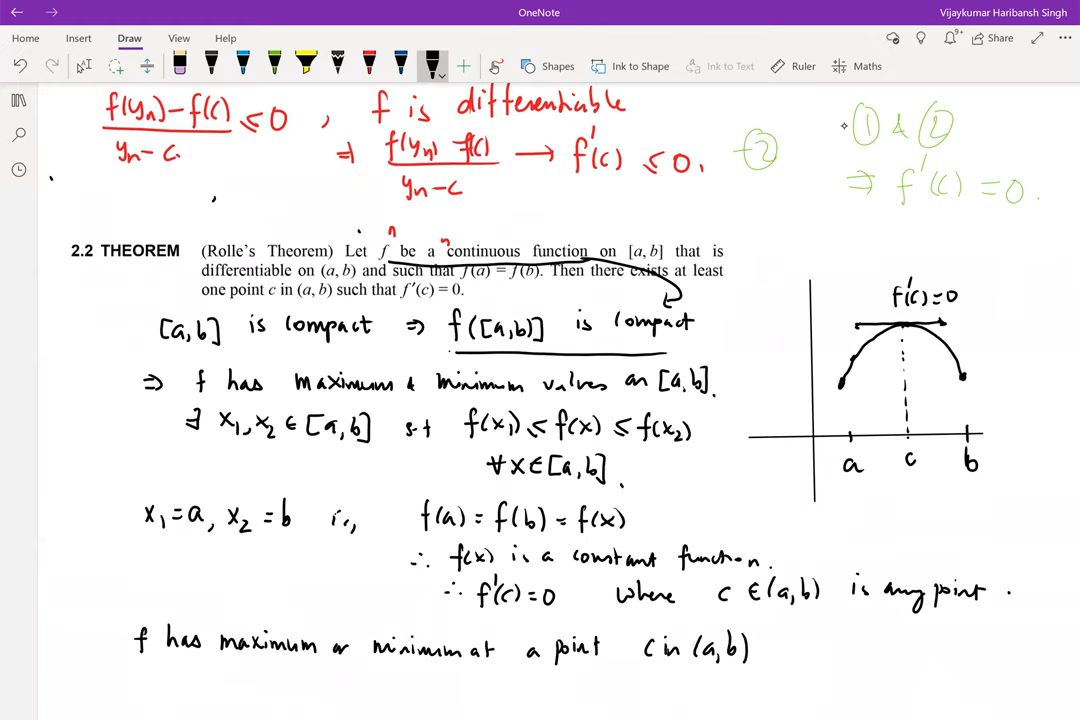 OneNote
Vijaykumar Haribansh Singh
Home Insert Draw View Help
9+ Share
Shapes Ink to Shape Ink to Text Ruler Maths
f(yn) - f(c) / yn - c ≤ 0 , f is differentiable
⇒ f(yn) - f(c) / yn - c → f'(c) ≤ 0. - ②
① & ②
⇒ f'(c) = 0.
2.2 THEOREM (Rolle's Theorem) Let f be a continuous function on [a, b] that is
differentiable on (a, b) and such that f(a) = f(b). Then there exists at least
one point c in (a, b) such that f′(c) = 0.
[a,b] is compact ⇒ f([a,b)] is compact
⇒ f has maximum & minimum values on [a,b].
∃ x1, x2 ∈ [a,b] s.t f(x1) ≤ f(x) ≤ f(x2)
∀ x ∈ [a,b].
x1 = a, x2 = b i., f(a) = f(b) = f(x)
∴ f(x) is a constant function.
∴ f'(c) = 0 where c ∈ (a,b) is any point .
f has maximum or minimum at a point c in (a,b)
f'(c) = 0
a c b